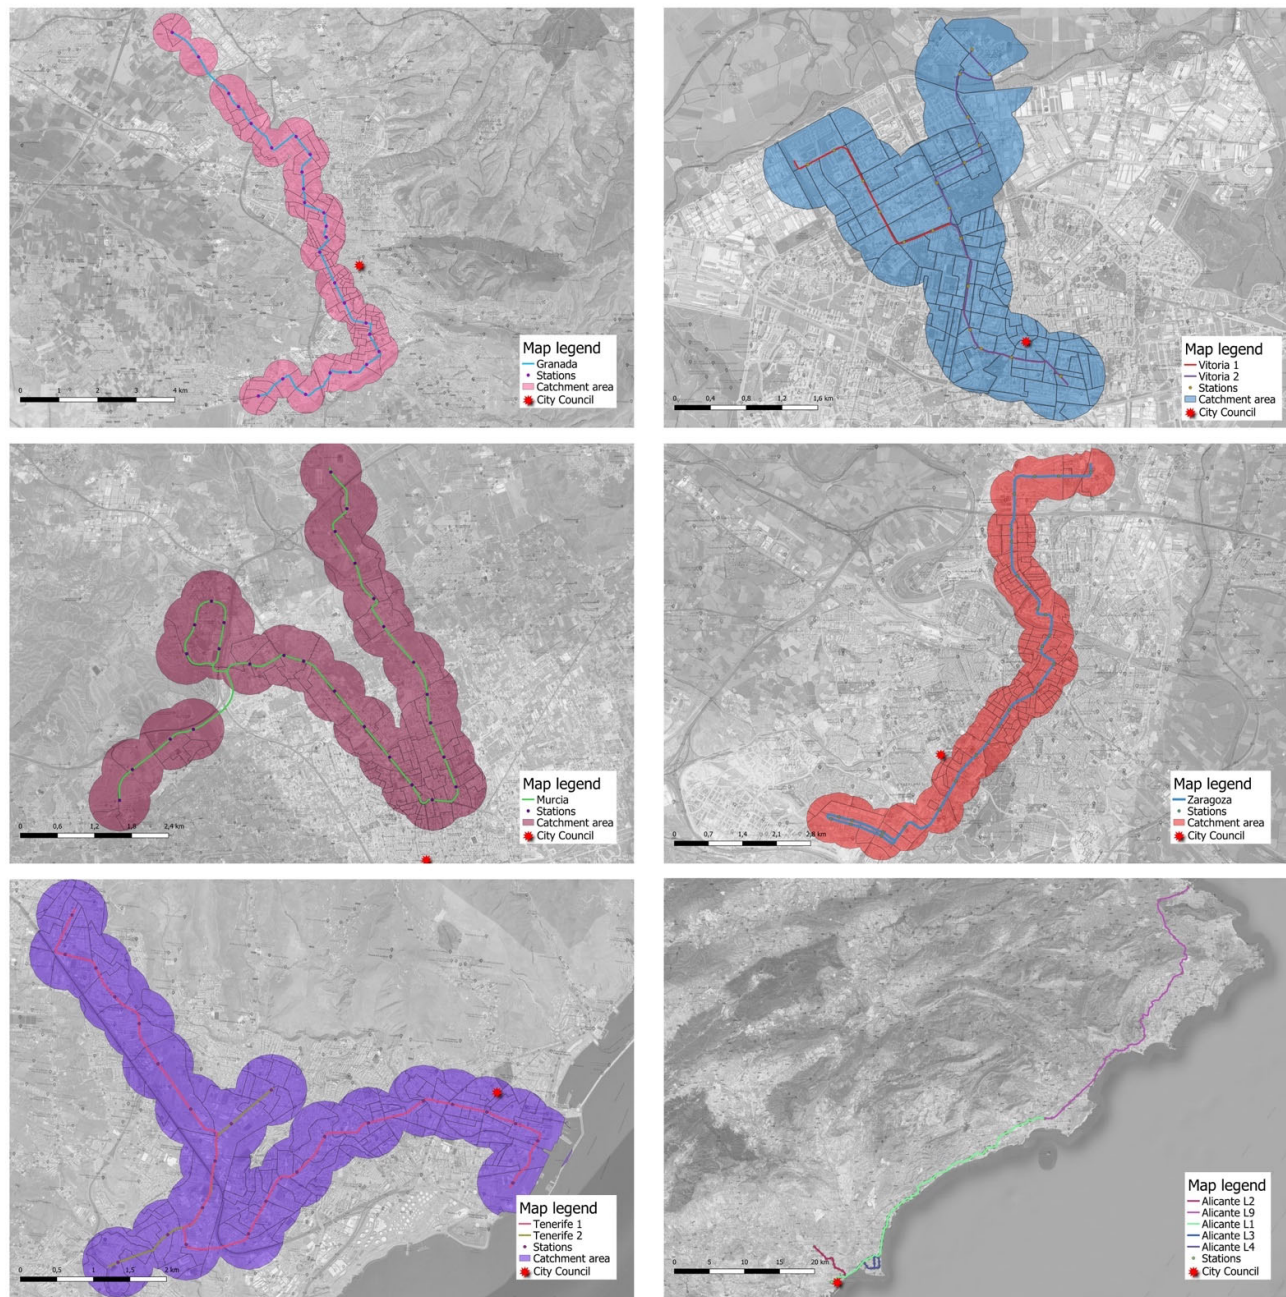 Map legend
Granada
Stations
Catchment area
City Council
0 1 2 3 4 km
Map legend
Vitoria 1
Vitoria 2
Stations
Catchment area
City Council
0, 0,4 0,8 1,2 1,6 km
Map legend
Murcia
Stations
Catchment area
City Council
0 0,6 1,2 1,8 2,4 km
Map legend
Zaragoza
Stations
Catchment area
City Council
0 0,7 1,4 2,1 2,8 km
Map legend
Tenerife 1
Tenerife 2
Stations
Catchment area
City Council
0 0,5 1 1,5 2 km
Map legend
Alicante L2
Alicante L9
Alicante L1
Alicante L3
Alicante L4
Stations
City Council
0 5 10 15 20 km